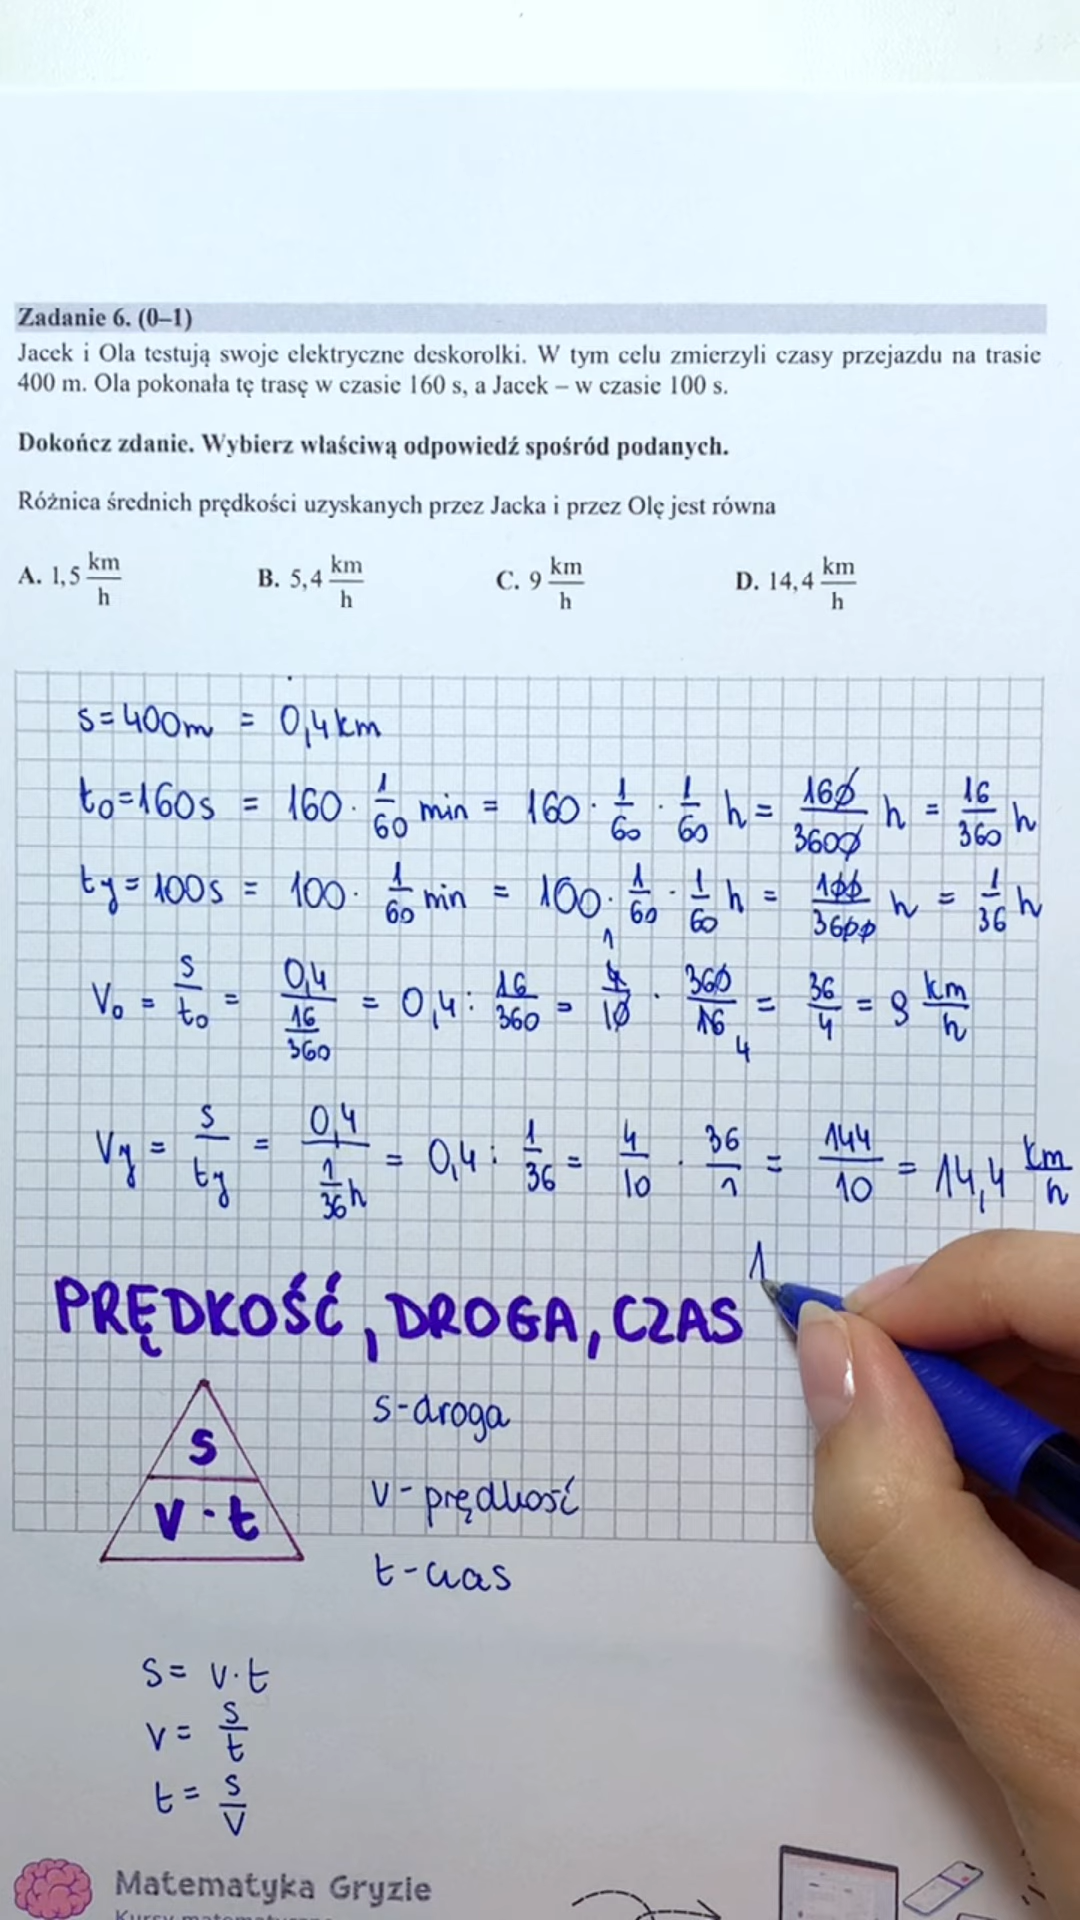 Zadanie 6. (0–1)
Jacek i Ola testują swoje elektryczne deskorolki. W tym celu zmierzyli czasy przejazdu na trasie
400 m. Ola pokonała tę trasę w czasie 160 s, a Jacek – w czasie 100 s.
Dokończ zdanie. Wybierz właściwą odpowiedź spośród podanych.
Różnica średnich prędkości uzyskanych przez Jacka i przez Olę jest równa
A. 1,5 km/h B. 5,4 km/h C. 9 km/h D. 14,4 km/h
s=400m = 0,4km
to=160s = 160 · 1/60 min = 160 · 1/60 · 1/60 h = 160/3600 h = 16/360 h
tj=100s = 100 · 1/60 min = 100 · 1/60 · 1/60 h = 100/3600 h = 1/36 h
Vo = s/to = 0,4/(16/360) = 0,4 : 16/360 = 4/10 · 360/16 = 36/4 = 9 km/h
Vj = s/tj = 0,4/(1/36 h) = 0,4 : 1/36 = 4/10 · 36/1 = 144/10 = 14,4 km/h
1
PRĘDKOŚĆ, DROGA, CZAS
s
v · t
s-droga
v-prędkość
t-czas
s = v·t
v = s/t
t = s/v
Matematyka Gryzie